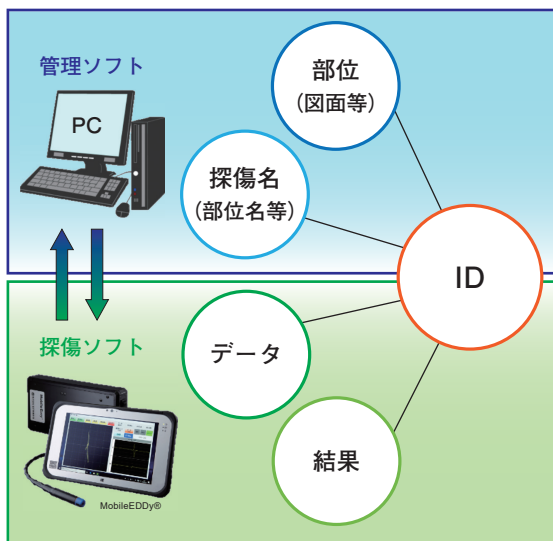 管理ソフト
PC
部位
(図面等)
探傷名
(部位名等)
ID
データ
探傷ソフト
結果
MobileEDDy®